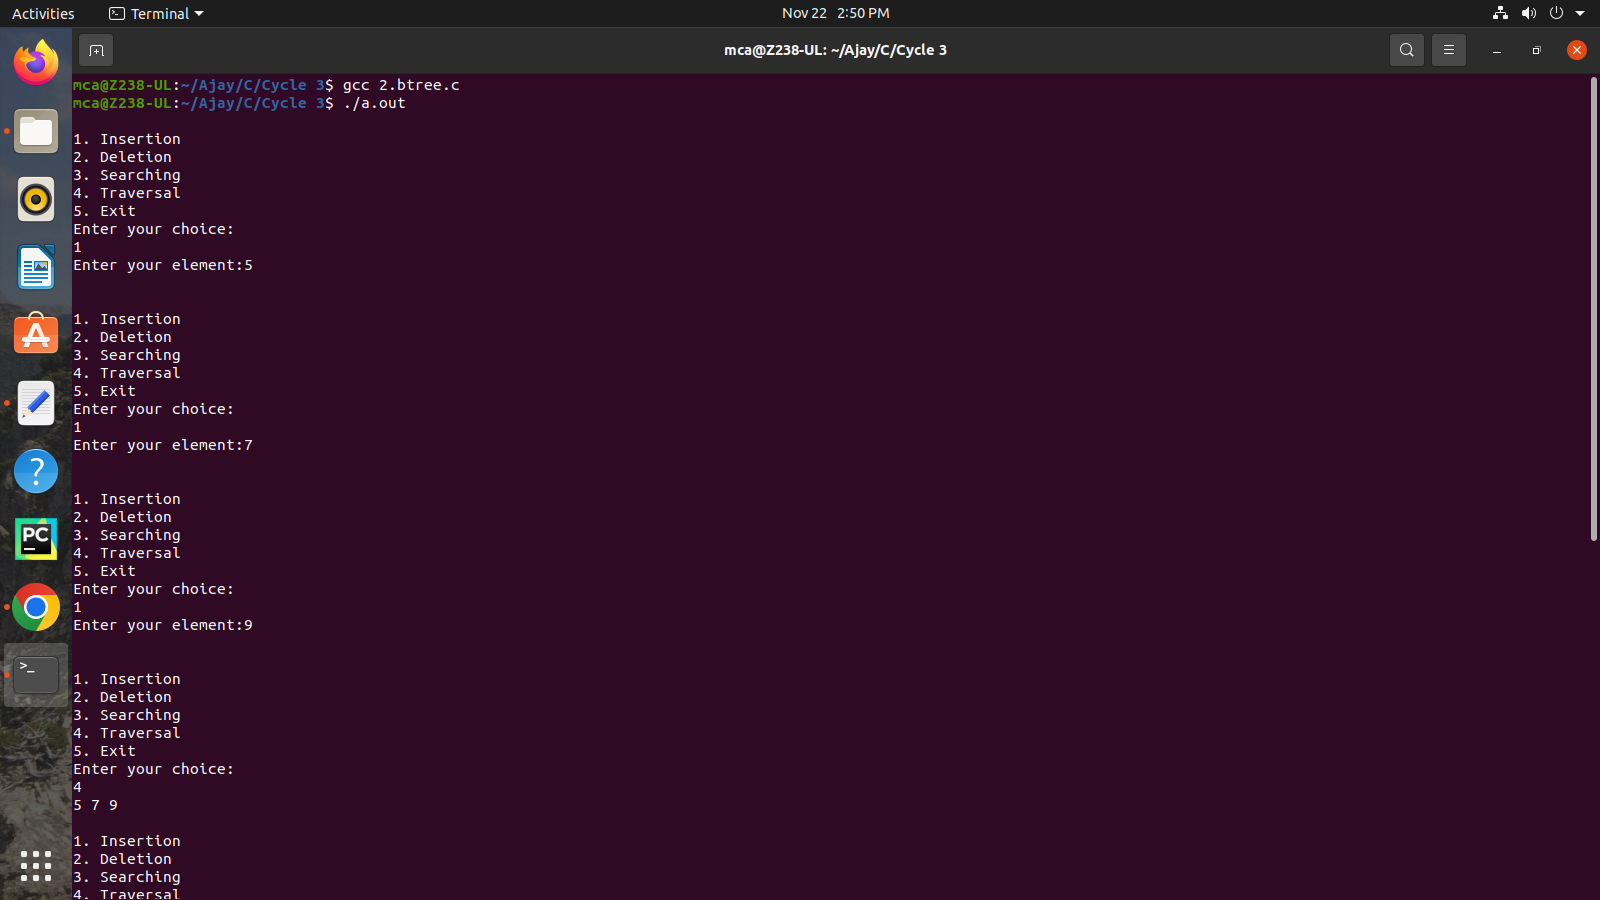 Activities Terminal Nov 22 2:50 PM
mca@Z238-UL: ~/Ajay/C/Cycle 3
mca@Z238-UL:~/Ajay/C/Cycle 3$ gcc 2.btree.c
mca@Z238-UL:~/Ajay/C/Cycle 3$ ./a.out
1. Insertion
2. Deletion
3. Searching
4. Traversal
5. Exit
Enter your choice:
1
Enter your element:5
1. Insertion
2. Deletion
3. Searching
4. Traversal
5. Exit
Enter your choice:
1
Enter your element:7
1. Insertion
2. Deletion
3. Searching
4. Traversal
5. Exit
Enter your choice:
1
Enter your element:9
1. Insertion
2. Deletion
3. Searching
4. Traversal
5. Exit
Enter your choice:
4
5 7 9
1. Insertion
2. Deletion
3. Searching
4. Traversal
PC